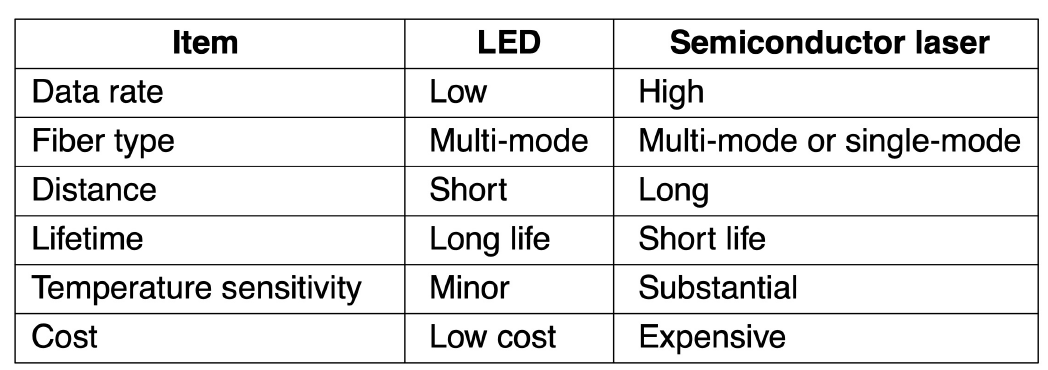 Item LED Semiconductor laser
Data rate Low High
Fiber type Multi-mode Multi-mode or single-mode
Distance Short Long
Lifetime Long life Short life
Temperature sensitivity Minor Substantial
Cost Low cost Expensive